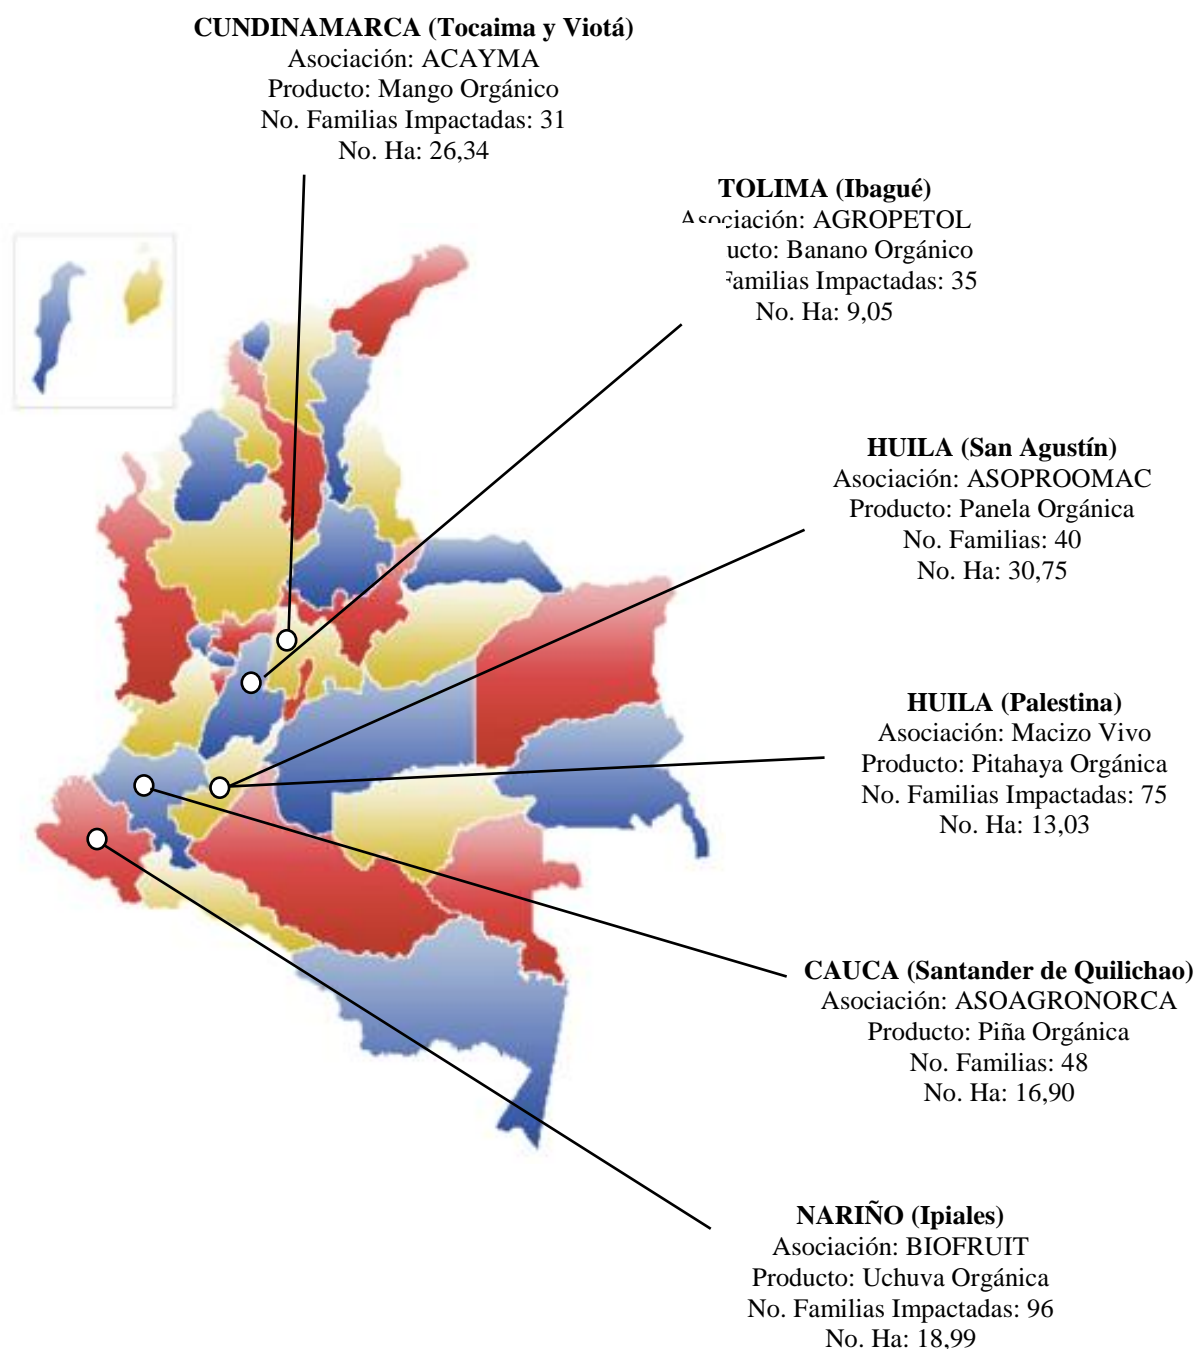 CUNDINAMARCA (Tocaima y Viotá)
Asociación: ACAYMA
Producto: Mango Orgánico
No. Familias Impactadas: 31
No. Ha: 26,34
TOLIMA (Ibagué)
Asociación: AGROPETOL
ucto: Banano Orgánico
Familias Impactadas: 35
No. Ha: 9,05
HUILA (San Agustín)
Asociación: ASOPROOMAC
Producto: Panela Orgánica
No. Familias: 40
No. Ha: 30,75
HUILA (Palestina)
Asociación: Macizo Vivo
Producto: Pitahaya Orgánica
No. Familias Impactadas: 75
No. Ha: 13,03
CAUCA (Santander de Quilichao)
Asociación: ASOAGRONORCA
Producto: Piña Orgánica
No. Familias: 48
No. Ha: 16,90
NARIÑO (Ipiales)
Asociación: BIOFRUIT
Producto: Uchuva Orgánica
No. Familias Impactadas: 96
No. Ha: 18,99